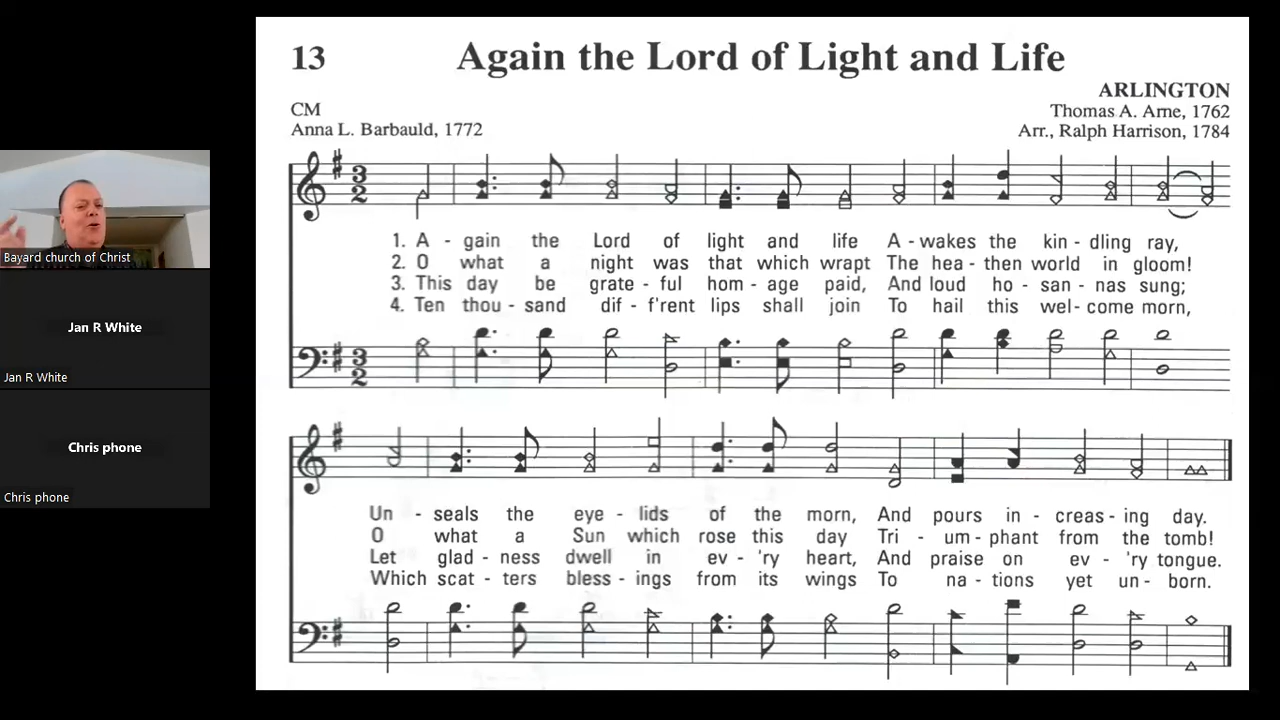 13 Again the Lord of Light and Life
ARLINGTON
CM Thomas A. Arne, 1762
Anna L. Barbauld, 1772 Arr., Ralph Harrison, 1784
3
2
1. A - gain the Lord of light and life A - wakes the kin - dling ray,
2. O what a night was that which wrapt The hea - then world in gloom!
3. This day be grate - ful hom - age paid, And loud ho - san - nas sung;
4. Ten thou - sand dif - f'rent lips shall join To hail this wel - come morn,
3
2
Un - seals the eye - lids of the morn, And pours in - creas - ing day.
O what a Sun which rose this day Tri - um - phant from the tomb!
Let glad - ness dwell in ev - 'ry heart, And praise on ev - 'ry tongue.
Which scat - ters bless - ings from its wings To na - tions yet un - born.
Bayard church of Christ
Jan R White
Jan R White
Chris phone
Chris phone